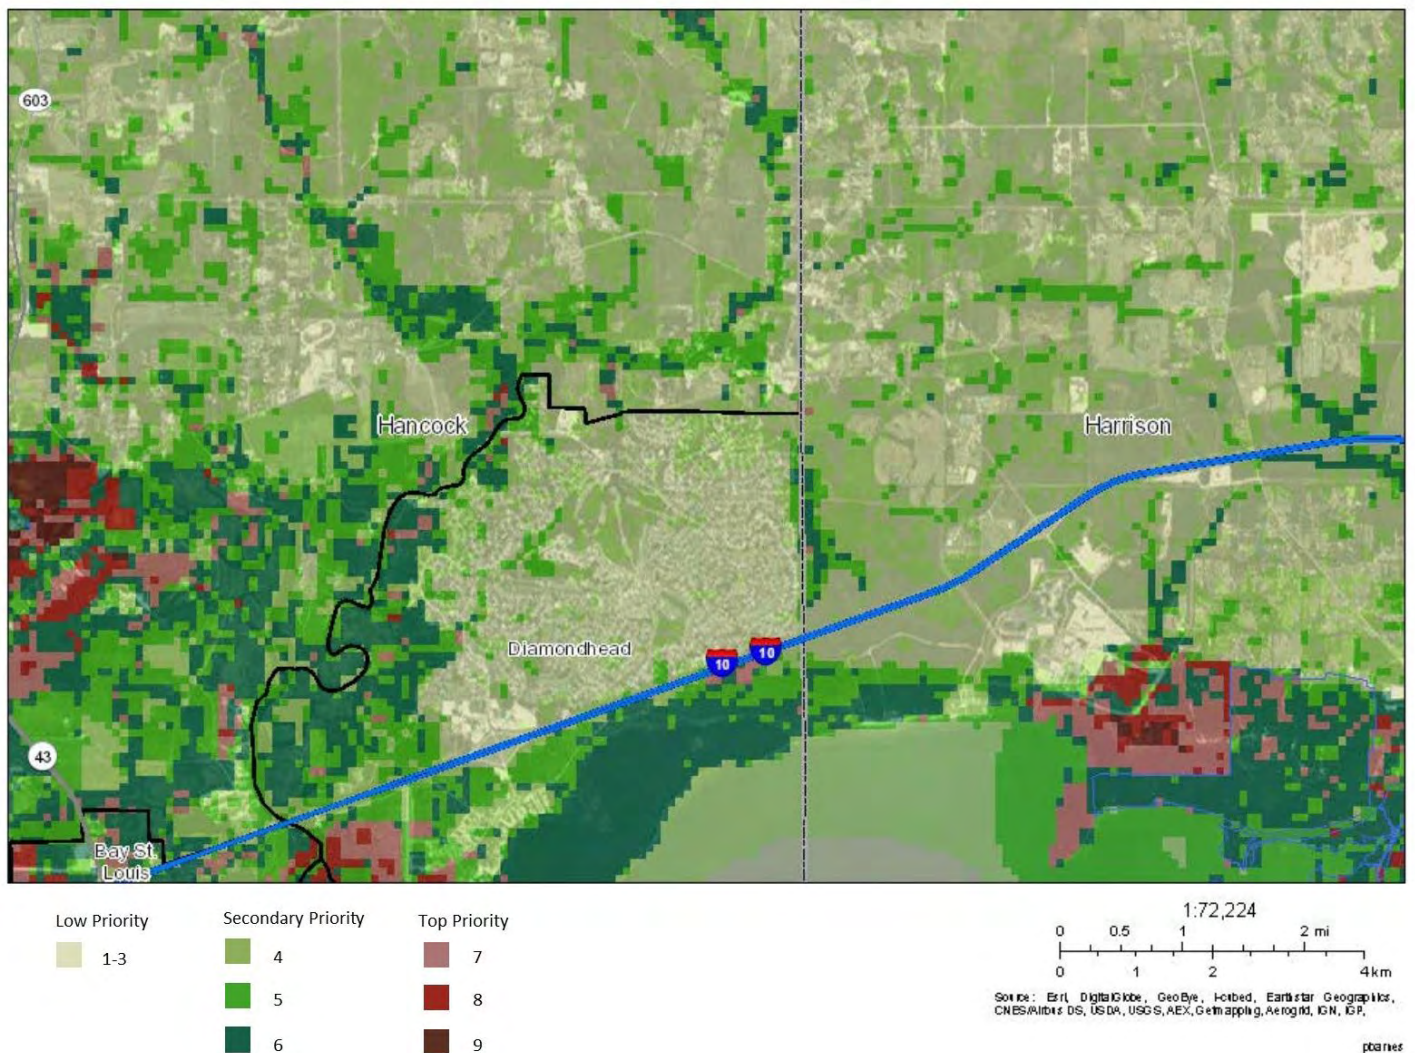 603
Hancock
Harrison
Diamondhead
10
10
43
Bay St.
Louis
Low Priority
1-3
Secondary Priority
4
5
6
Top Priority
7
8
9
1:72,224
0 0.5 1 2 mi
0 1 2 4 km
Source: Esri, DigitalGlobe, GeoEye, i-cubed, Earthstar Geographics,
CNES/Airbus DS, USDA, USGS, AEX, Getmapping, Aerogrid, IGN, IGP,
pbarnes